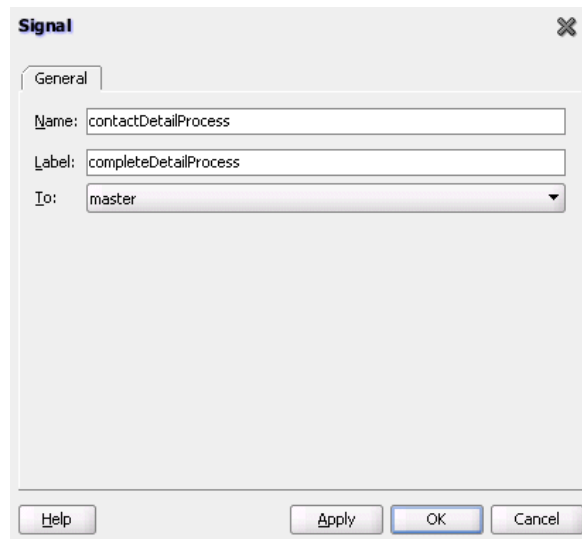 Signal
General
Name: contactDetailProcess
Label: completeDetailProcess
To: master
Help Apply OK Cancel